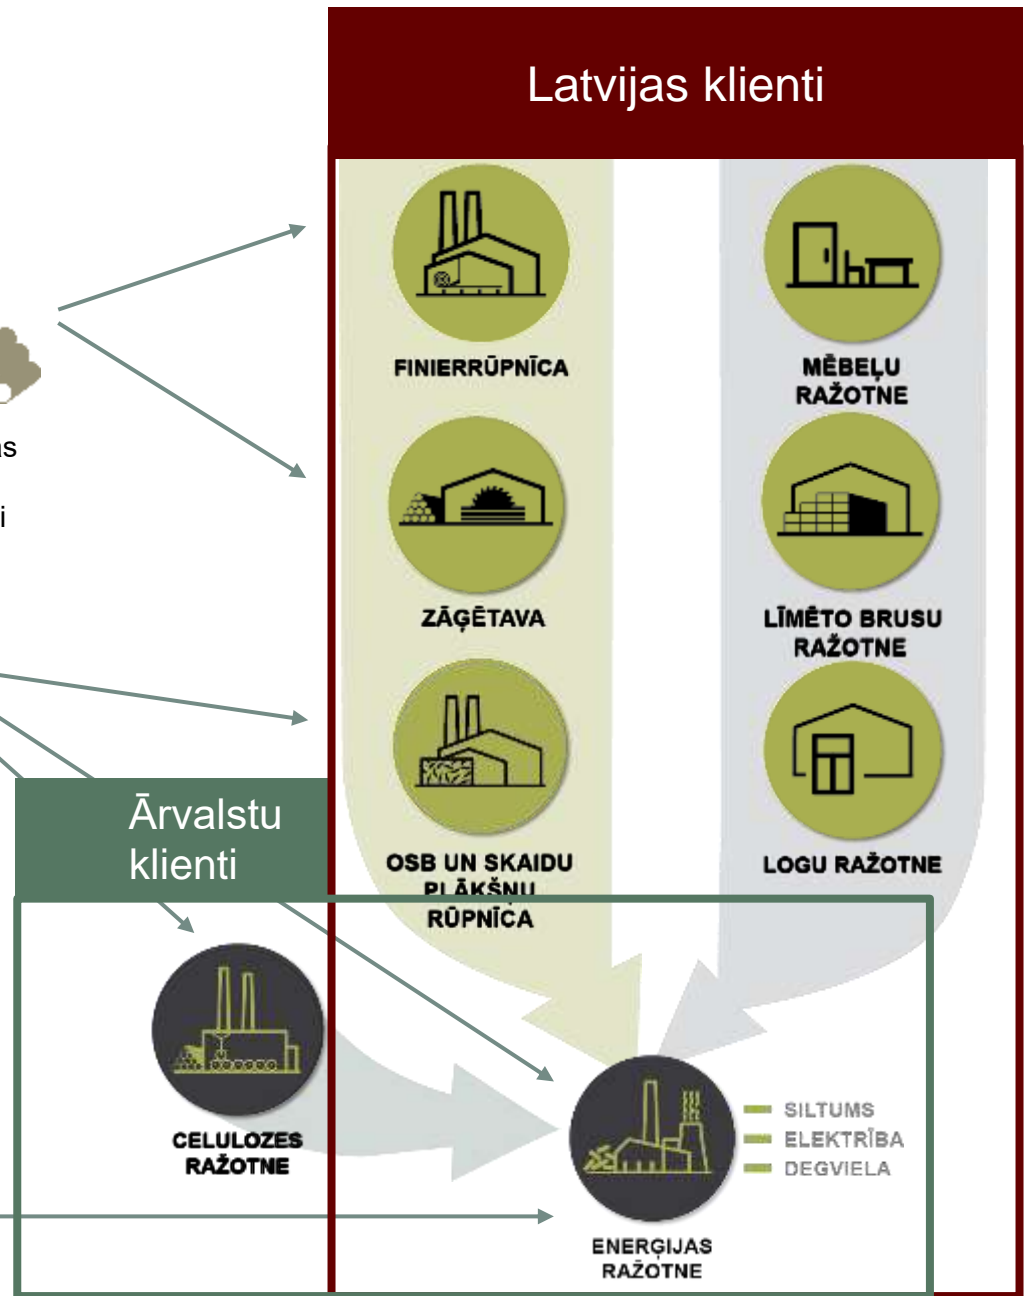 Latvijas klienti
FINIERRŪPNĪCA
MĒBEĻU
RAŽOTNE
ZĀĢĒTAVA
LĪMĒTO BRUSU
RAŽOTNE
OSB UN SKAIDU
PLĀKŠŅU
RŪPNĪCA
LOGU RAŽOTNE
Ārvalstu
klienti
CELULOZES
RAŽOTNE
SILTUMS
ELEKTRĪBA
DEGVIELA
ENERĢIJAS
RAŽOTNE